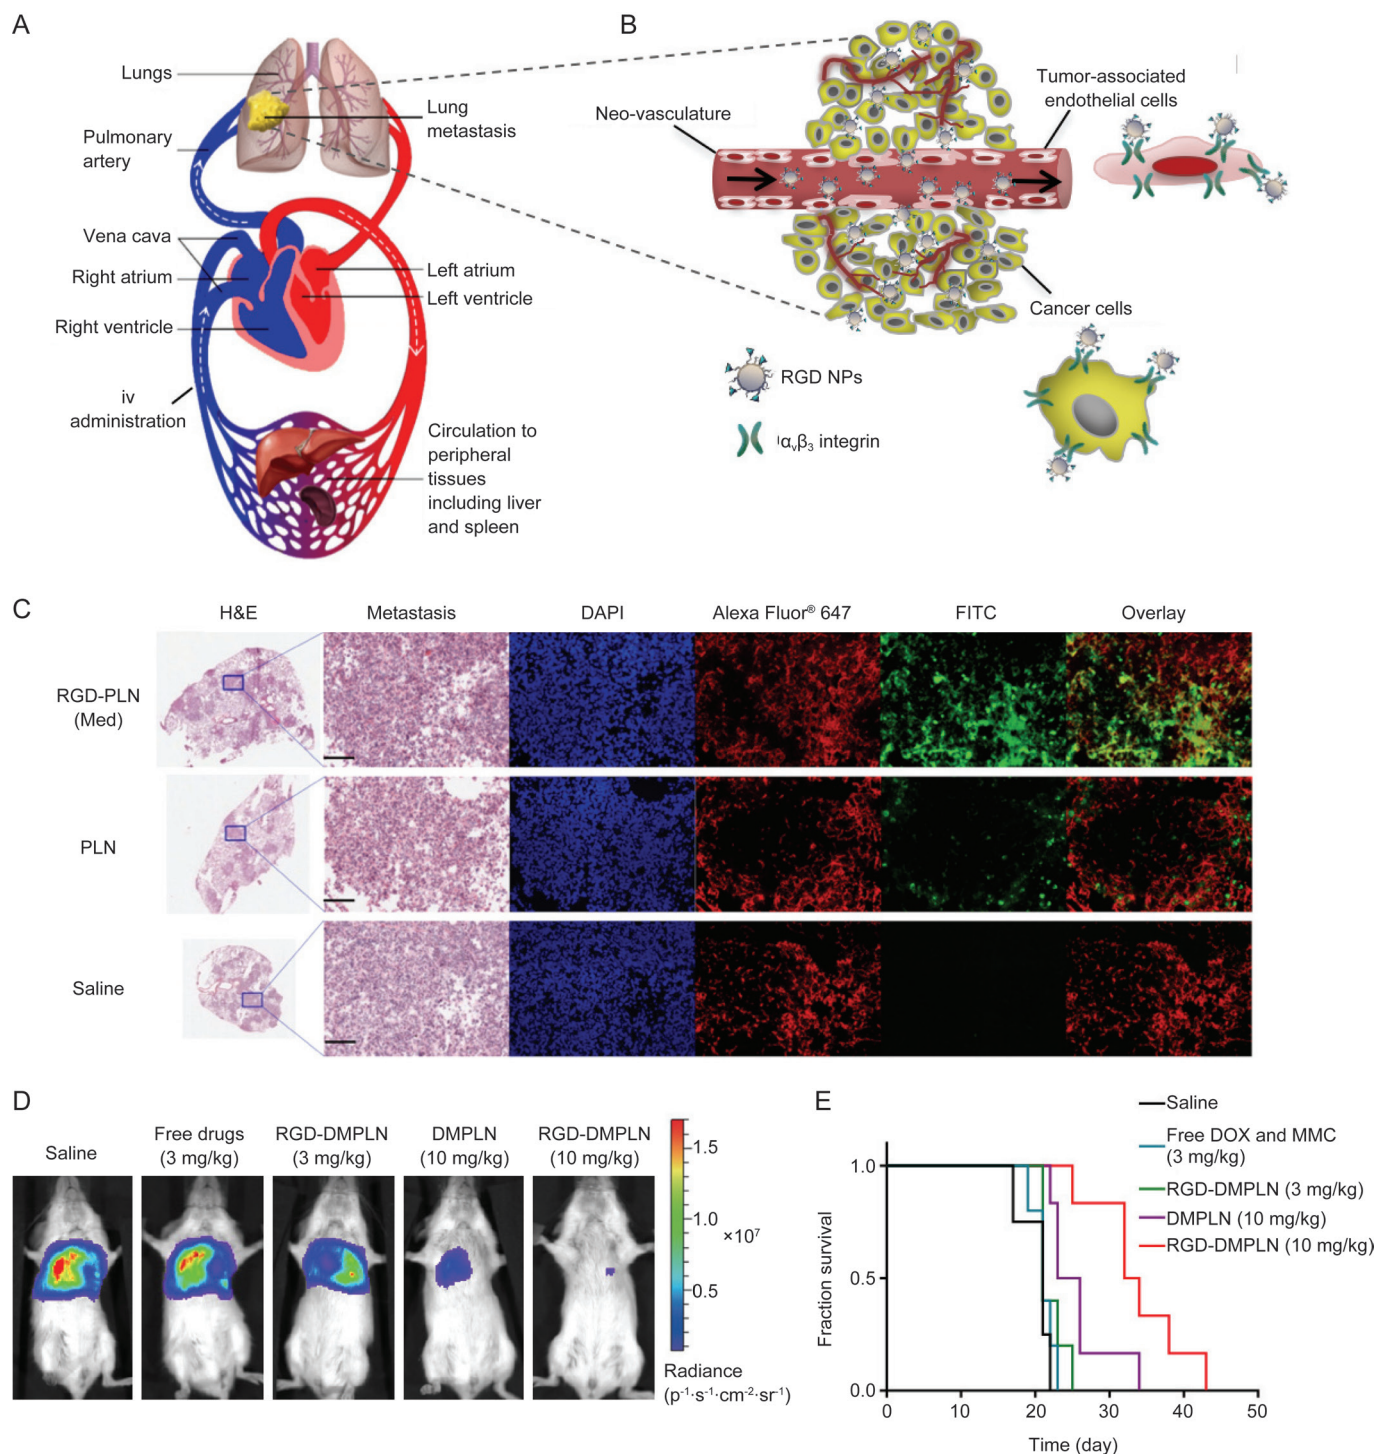 A
Lungs
Pulmonary
artery
Vena cava
Right atrium
Right ventricle
iv
administration
Lung
metastasis
Left atrium
Left ventricle
Circulation to
peripheral
tissues
including liver
and spleen
B
Neo-vasculature
Tumor-associated
endothelial cells
Cancer cells
RGD NPs
αvβ3 integrin
C
H&E
Metastasis
DAPI
Alexa Fluor® 647
FITC
Overlay
RGD-PLN
(Med)
PLN
Saline
D
Saline
Free drugs
(3 mg/kg)
RGD-DMPLN
(3 mg/kg)
DMPLN
(10 mg/kg)
RGD-DMPLN
(10 mg/kg)
1.5
1.0
×10⁷
0.5
Radiance
(p⁻¹·s⁻¹·cm⁻²·sr⁻¹)
E
Saline
Free DOX and MMC
(3 mg/kg)
RGD-DMPLN (3 mg/kg)
DMPLN (10 mg/kg)
RGD-DMPLN (10 mg/kg)
Fraction survival
1.0
0.5
0.0
0 10 20 30 40 50
Time (day)